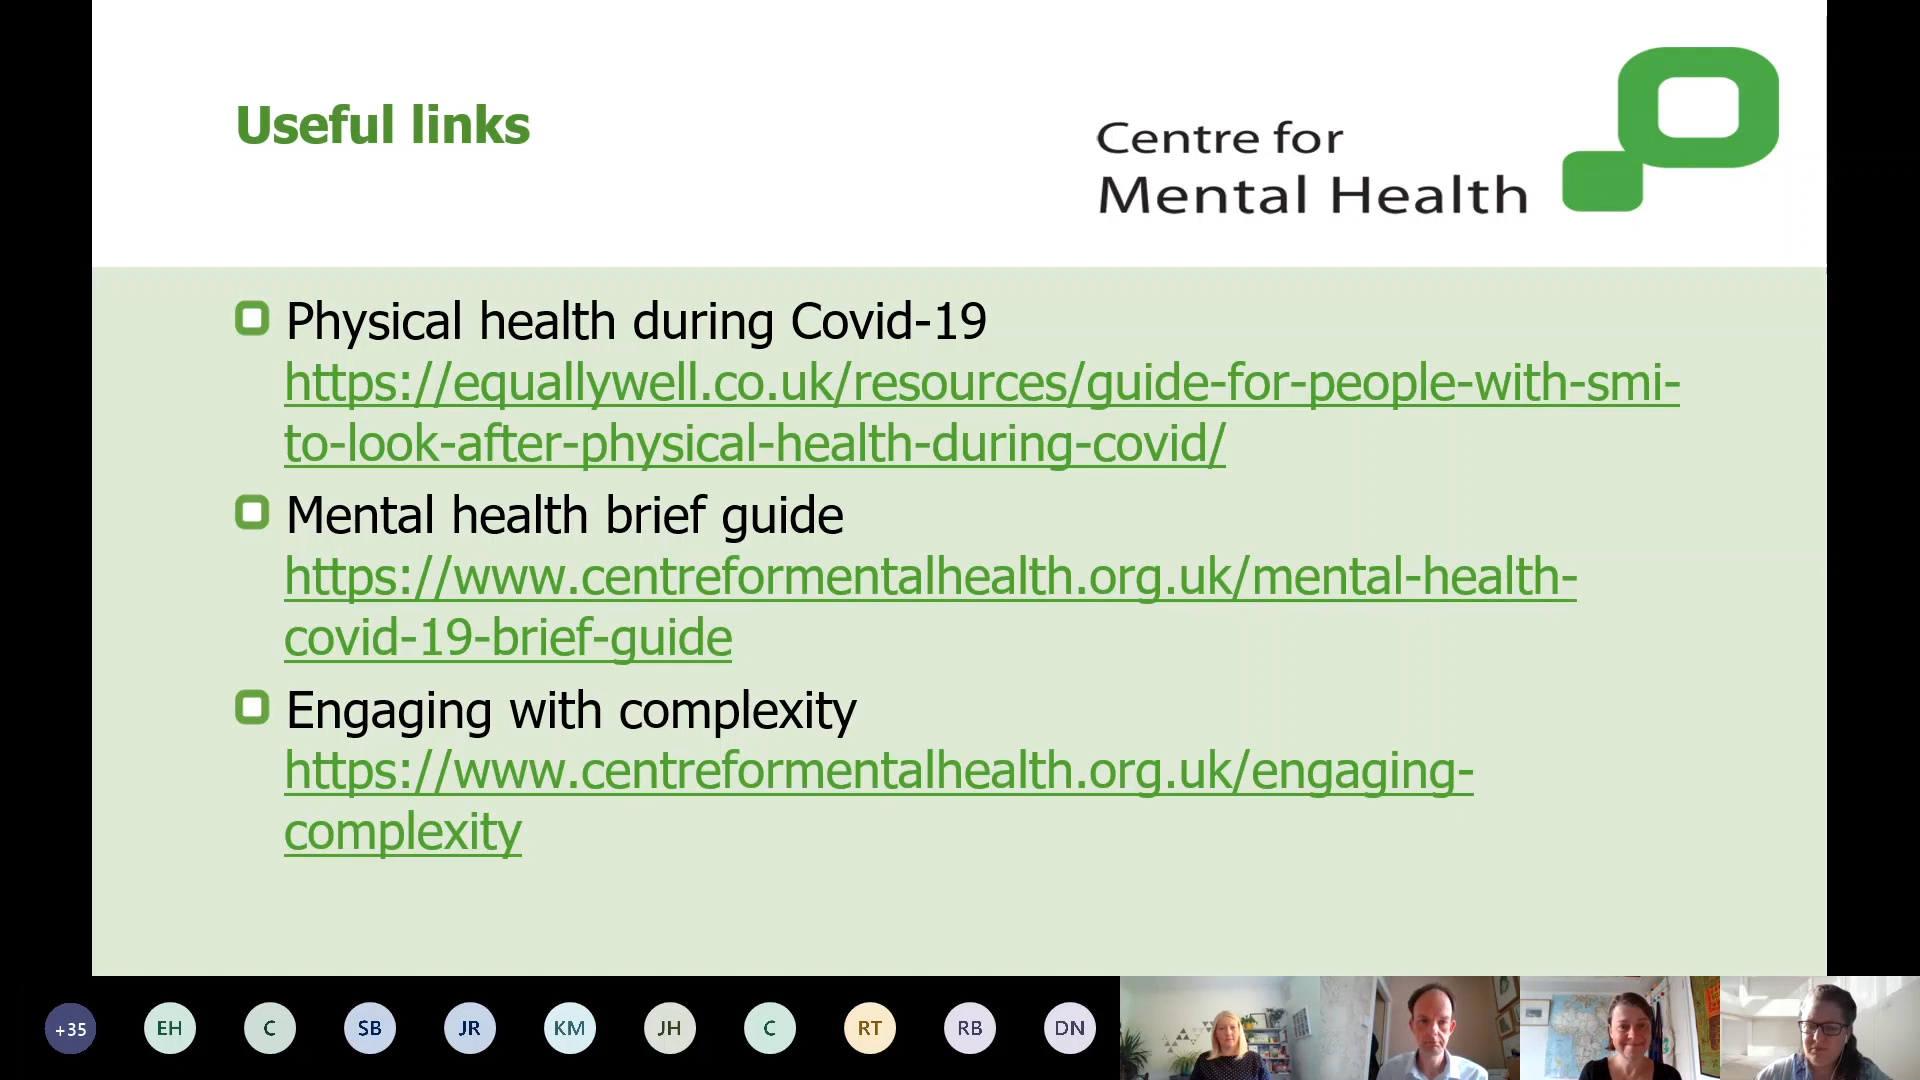 Useful links
Centre for
Mental Health
Physical health during Covid-19
https://equallywell.co.uk/resources/guide-for-people-with-smi-
to-look-after-physical-health-during-covid/
Mental health brief guide
https://www.centreformentalhealth.org.uk/mental-health-
covid-19-brief-guide
Engaging with complexity
https://www.centreformentalhealth.org.uk/engaging-
complexity
+35 EH C SB JR KM JH C RT RB DN